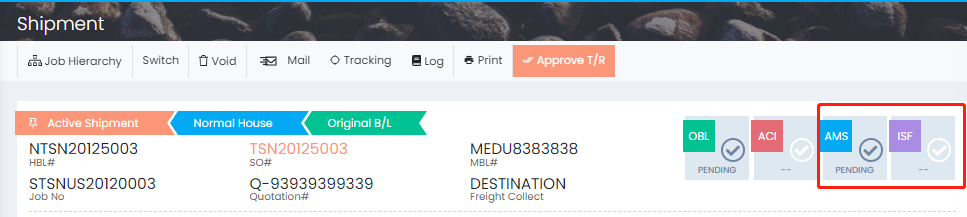 Shipment
Job Hierarchy Switch Void Mail Tracking Log Print Approve T/R
Active Shipment Normal House Original B/L
NTSN20125003 TSN20125003 MEDU8383838
HBL# SO# MBL#
STSNUS20120003 Q-93939399339 DESTINATION
Job No Quotation# Freight Collect
OBL ACI AMS ISF
PENDING -- PENDING --